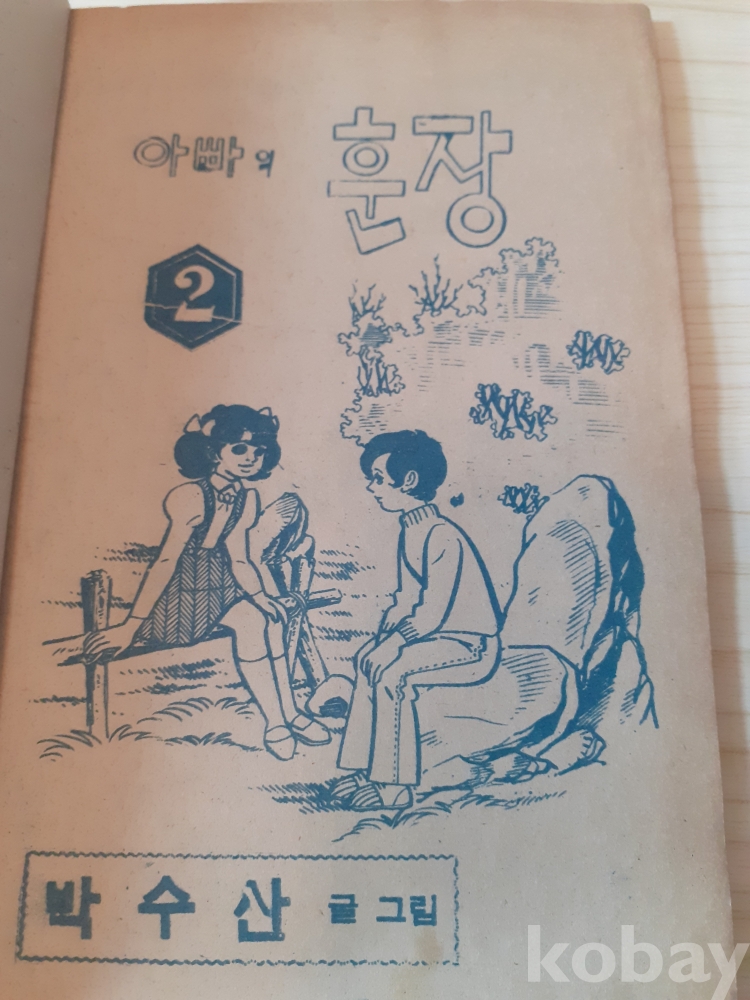 아빠의 훈장
2
박수산 글 그림
kobay